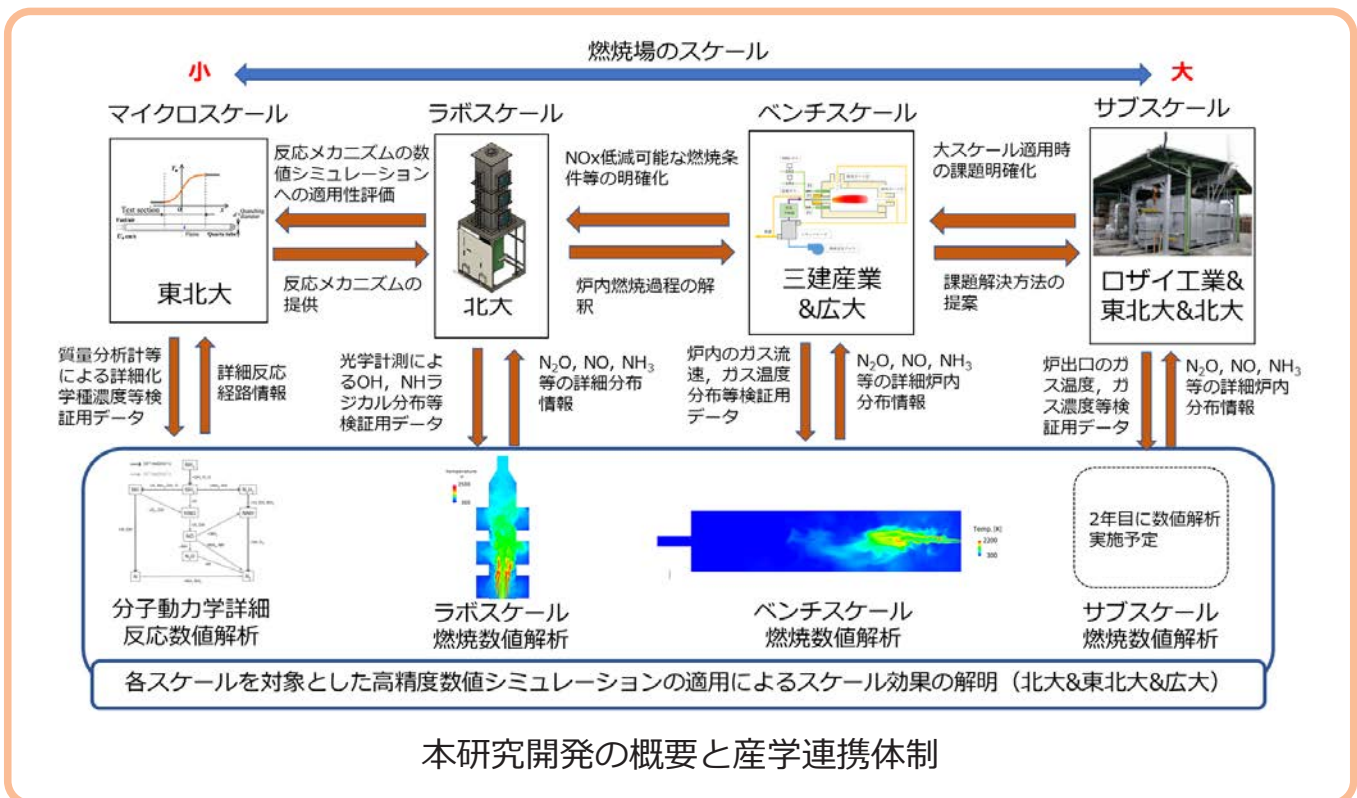 燃焼場のスケール
小
大
マイクロスケール
ラボスケール
ベンチスケール
サブスケール
Test section
Flame
Quartz tube
東北大
反応メカニズムの数
値シミュレーション
への適用性評価
反応メカニズムの
提供
北大
NOx低減可能な燃焼条
件等の明確化
炉内燃焼過程の解
釈
三建産業
&広大
大スケール適用時
の課題明確化
課題解決方法の
提案
ロザイ工業&
東北大&北大
質量分析計等
による詳細化
学種濃度等検
証用データ
詳細反応
経路情報
光学計測によ
るOH, NHラ
ジカル分布等
検証用データ
N₂O, NO, NH₃
等の詳細分布
情報
炉内のガス流
速，ガス温度
分布等検証用
データ
N₂O, NO, NH₃
等の詳細炉内
分布情報
炉出口のガ
ス温度，ガ
ス濃度等検
証用データ
N₂O, NO, NH₃
等の詳細炉内
分布情報
Temperature
Temp. [K]
2200
300
2年目に数値解析
実施予定
分子動力学詳細
反応数値解析
ラボスケール
燃焼数値解析
ベンチスケール
燃焼数値解析
サブスケール
燃焼数値解析
各スケールを対象とした高精度数値シミュレーションの適用によるスケール効果の解明（北大&東北大&広大）
本研究開発の概要と産学連携体制